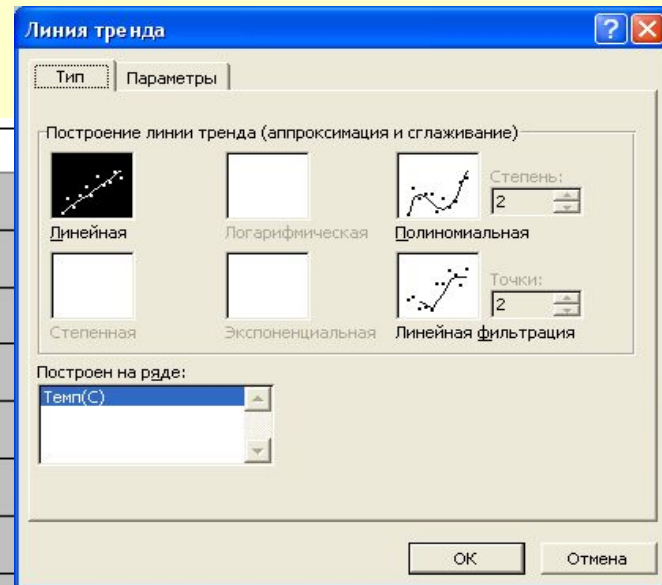 Линия тренда
Тип Параметры
Построение линии тренда (аппроксимация и сглаживание)
Линейная Логарифмическая Полиномиальная
Степень:
2
Степенная Экспоненциальная Линейная фильтрация
Точки:
2
Построен на ряде:
Темп(С)
ОК Отмена